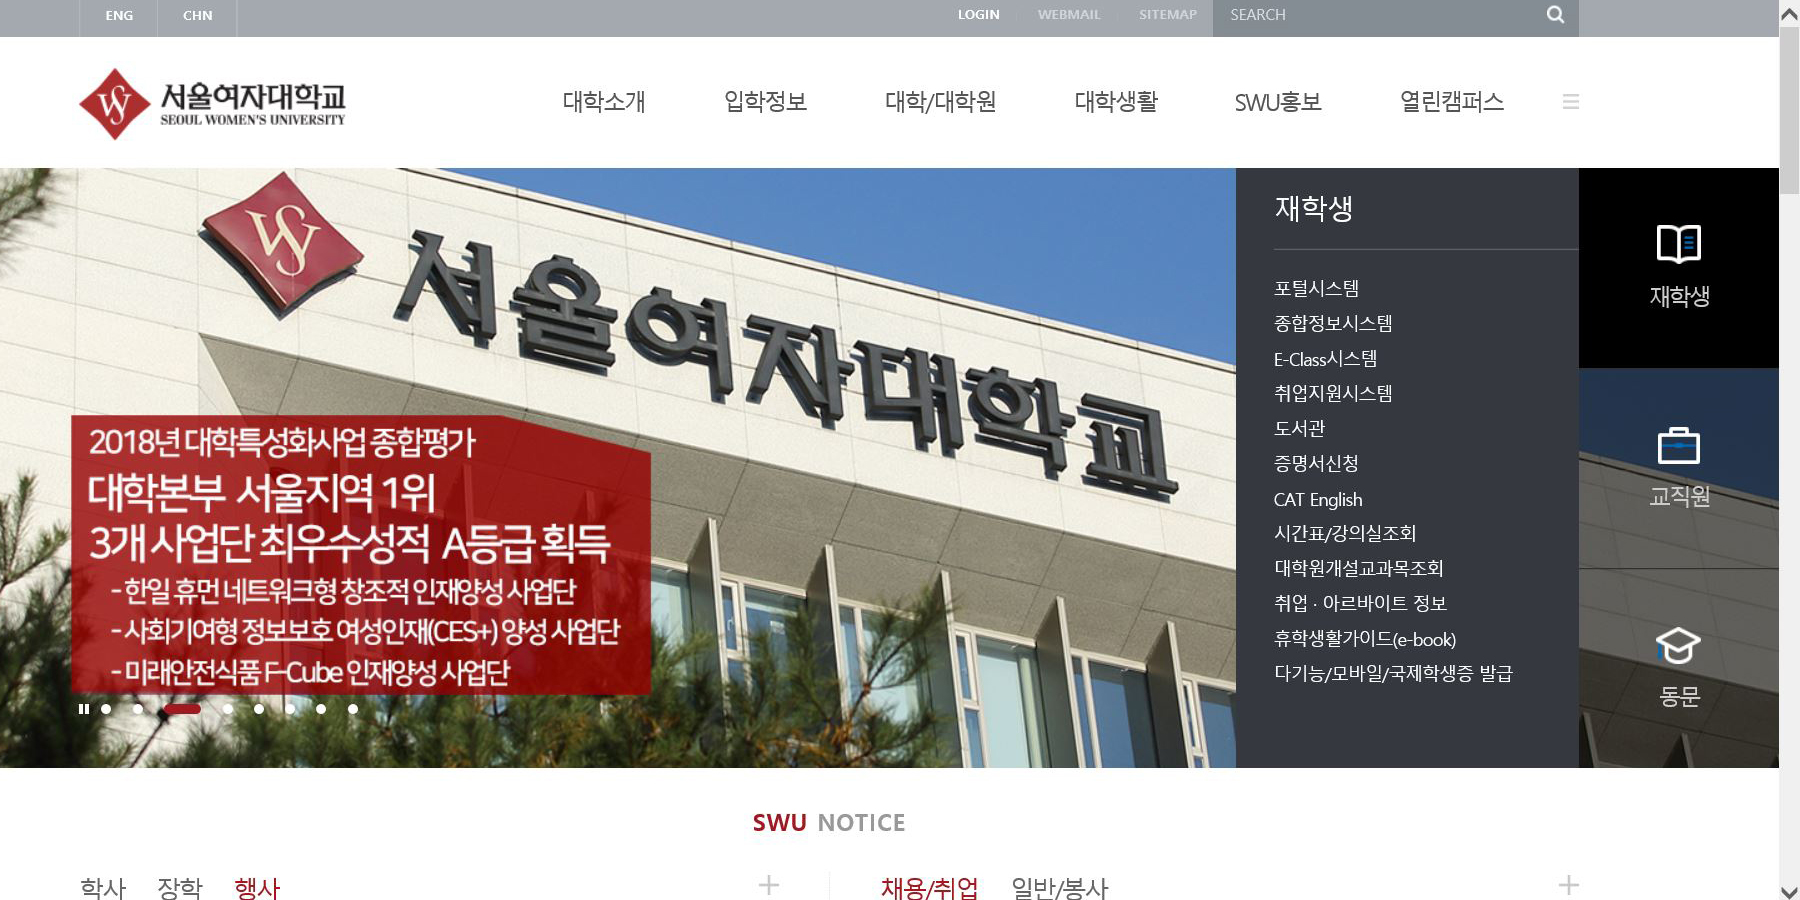 ENG CHN LOGIN WEBMAIL SITEMAP SEARCH
서울여자대학교
SEOUL WOMEN'S UNIVERSITY
대학소개 입학정보 대학/대학원 대학생활 SWU홍보 열린캠퍼스
서울여자대학교
2018년 대학특성화사업 종합평가
대학본부 서울지역 1위
3개 사업단 최우수성적 A등급 획득
- 한일 휴먼 네트워크형 창조적 인재양성 사업단
- 사회기여형 정보보호 여성인재(CES+) 양성 사업단
- 미래안전식품 F-Cube 인재양성 사업단
재학생
포털시스템
종합정보시스템
E-Class시스템
취업지원시스템
도서관
증명서신청
CAT English
시간표/강의실조회
대학원개설교과목조회
취업 · 아르바이트 정보
휴학생활가이드(e-book)
다기능/모바일/국제학생증 발급
재학생
교직원
동문
SWU NOTICE
학사 장학 행사 채용/취업 일반/봉사